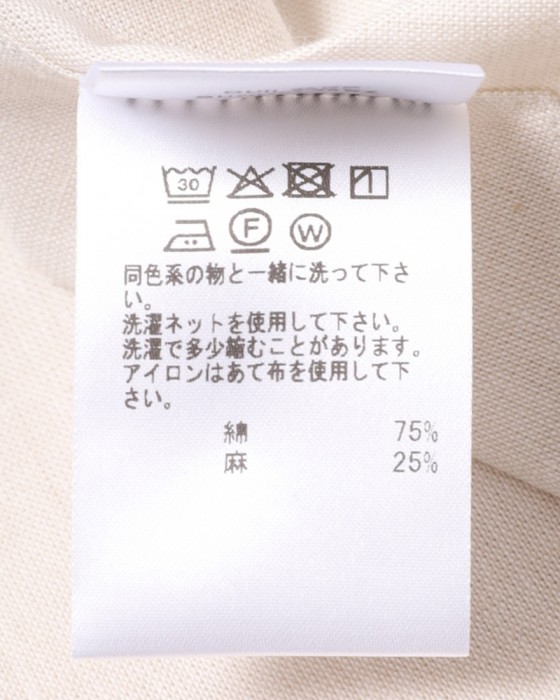 30
F W
同色系の物と一緒に洗って下さ
い。
洗濯ネットを使用して下さい。
洗濯で多少縮むことがあります。
アイロンはあて布を使用して下
さい。
綿 75%
麻 25%